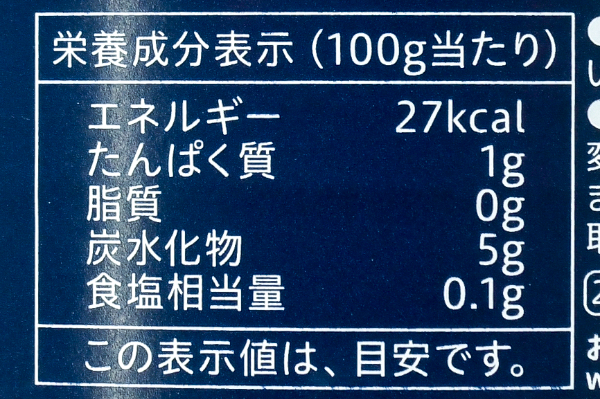 栄養成分表示(100g当たり)
エネルギー 27kcal
たんぱく質 1g
脂質 0g
炭水化物 5g
食塩相当量 0.1g
この表示値は、目安です。